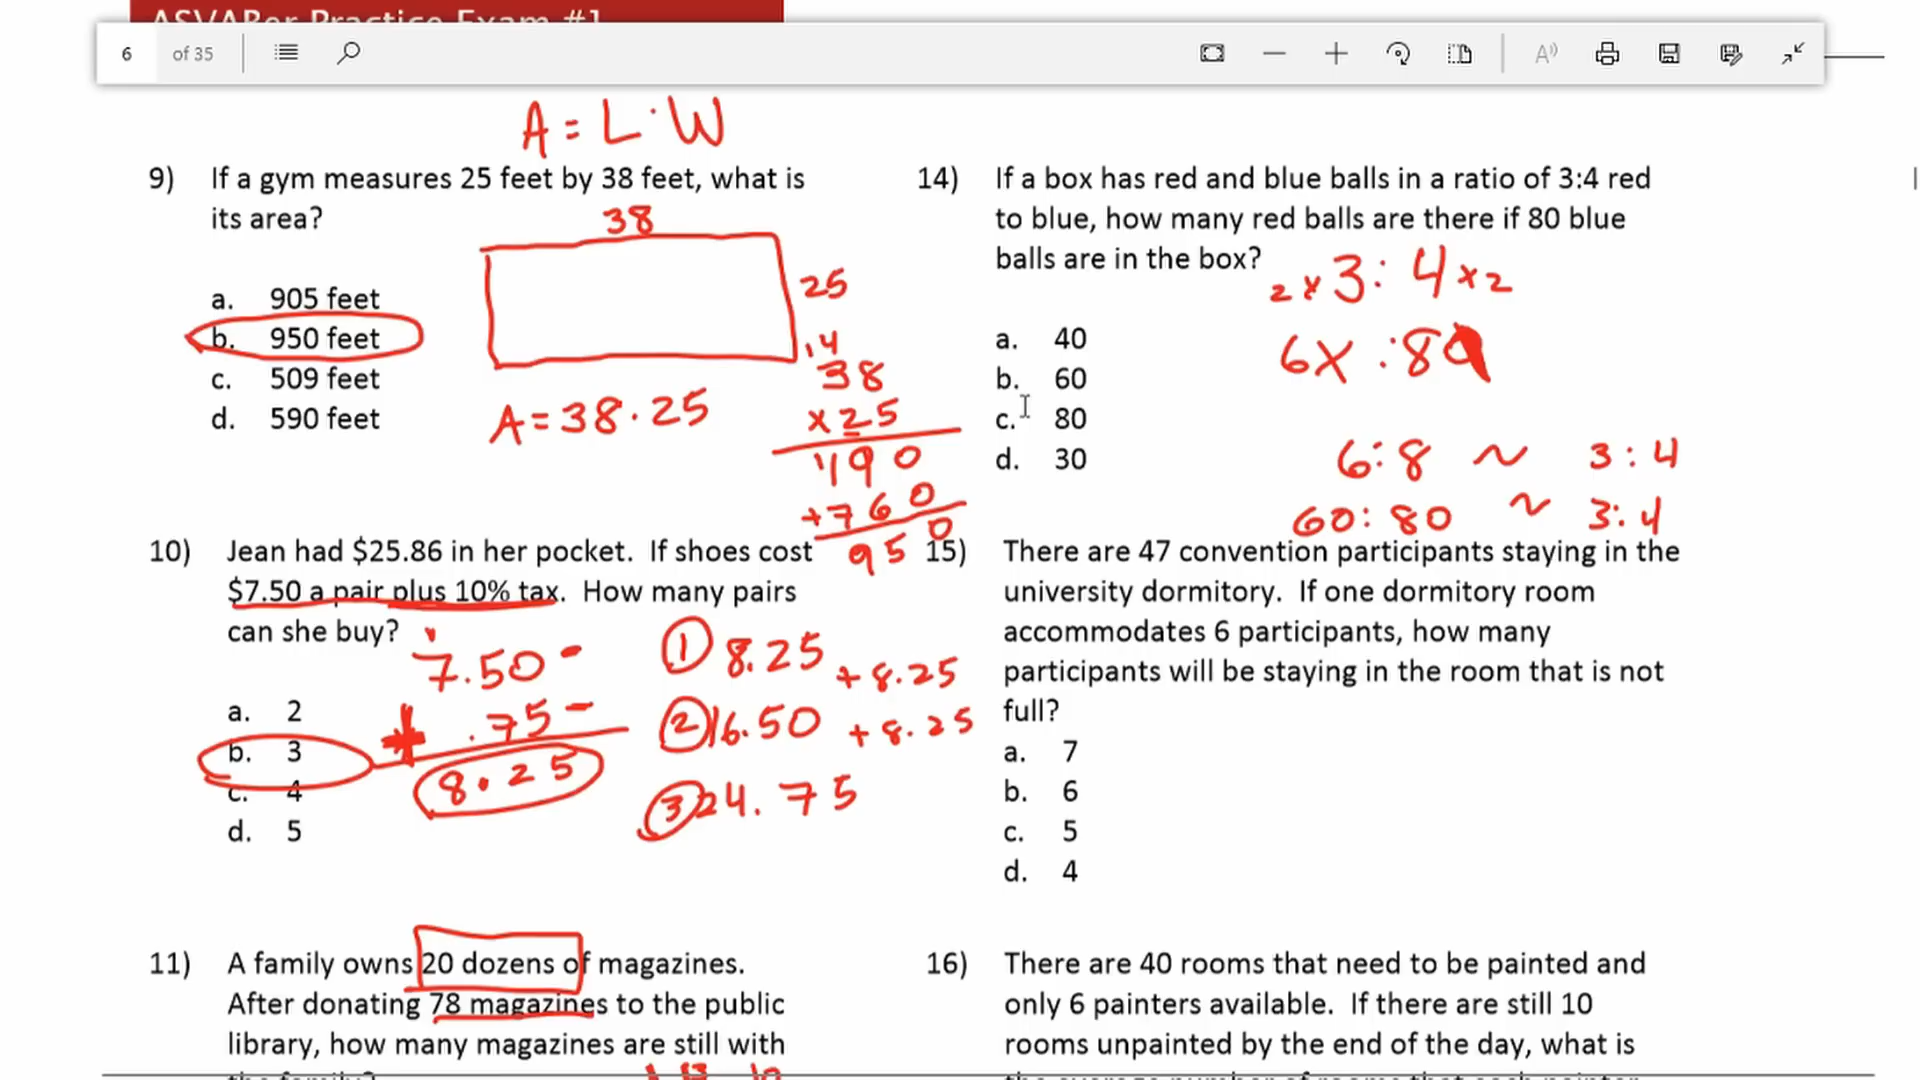 ASVABer Practice Exam #1
6 of 35
A = L · W
9) If a gym measures 25 feet by 38 feet, what is
its area?
38
25
a. 905 feet
b. 950 feet
c. 509 feet
d. 590 feet
A = 38 · 25
14
38
x 25
190
+ 760
950
10) Jean had $25.86 in her pocket. If shoes cost
$7.50 a pair plus 10% tax. How many pairs
can she buy?
a. 2
b. 3
c. 4
d. 5
7.50
+ .75
8.25
1 8.25 + 8.25
2 16.50 + 8.25
3 24.75
11) A family owns 20 dozens of magazines.
After donating 78 magazines to the public
library, how many magazines are still with
14) If a box has red and blue balls in a ratio of 3:4 red
to blue, how many red balls are there if 80 blue
balls are in the box?
2 x 3 : 4 x 2
6X : 80
a. 40
b. 60
c. 80
d. 30
6:8 ~ 3:4
60:80 ~ 3:4
15) There are 47 convention participants staying in the
university dormitory. If one dormitory room
accommodates 6 participants, how many
participants will be staying in the room that is not
full?
a. 7
b. 6
c. 5
d. 4
16) There are 40 rooms that need to be painted and
only 6 painters available. If there are still 10
rooms unpainted by the end of the day, what is